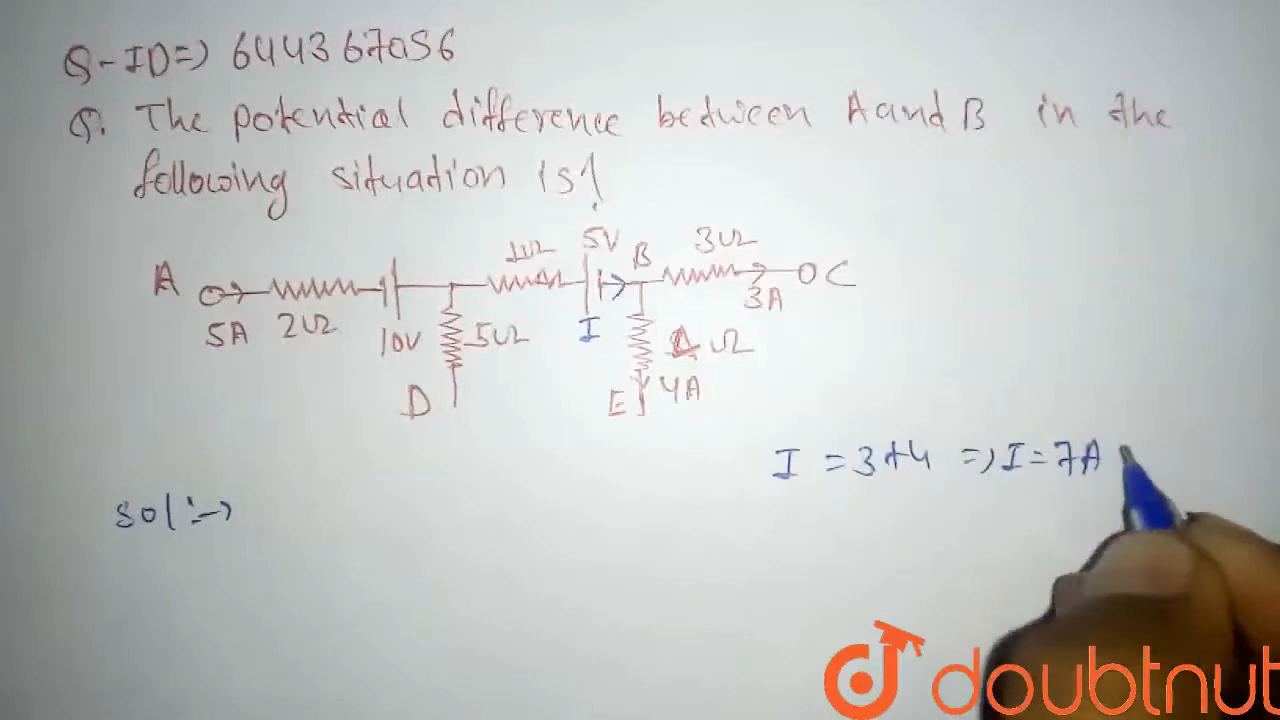 Q-ID=> 644367056
Q. The potential difference between A and B in the
following situation is?
1Ω 5V B 3Ω
A C
5A 2Ω 10V 5Ω I Ω 3A
D E 4A
I = 3+4 => I = 7A
Sol:->
doubtnut